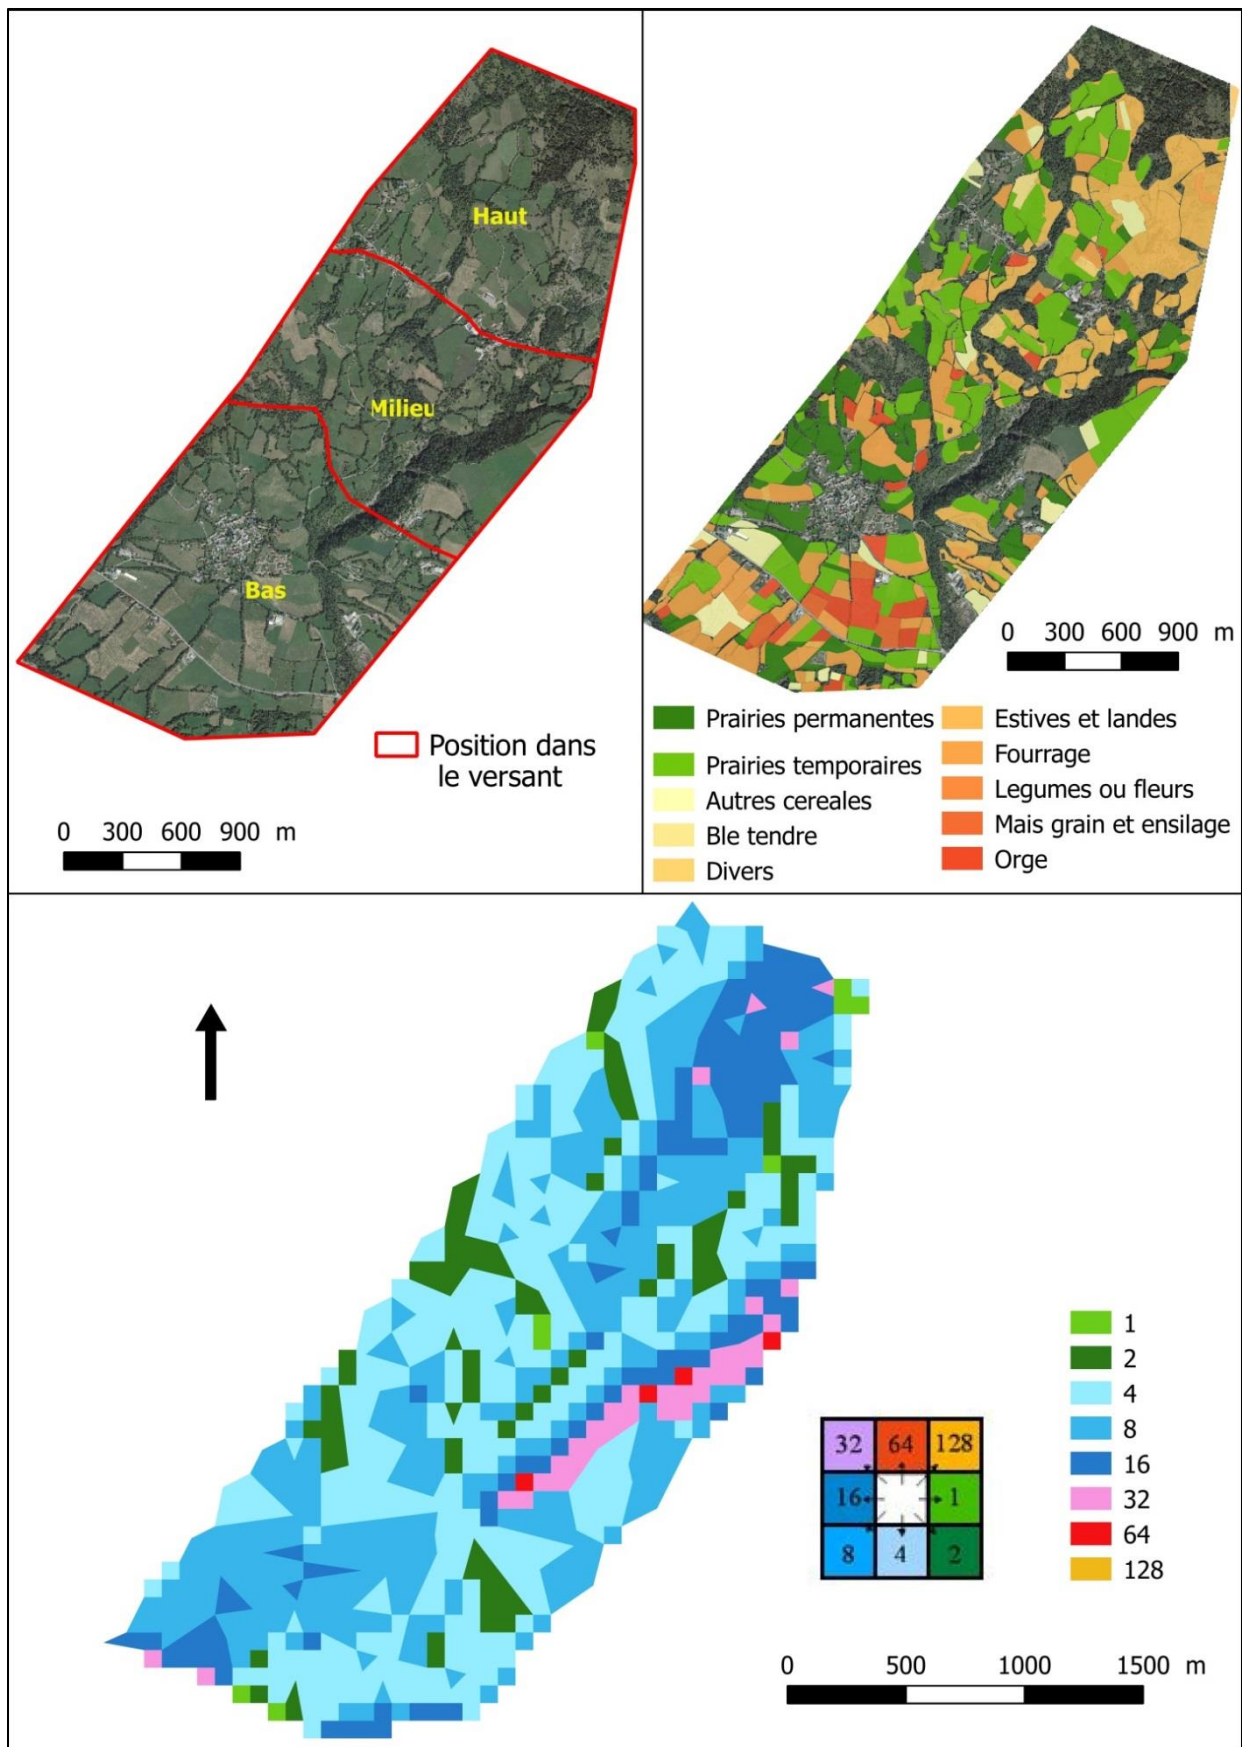 Haut
Milieu
Bas
Position dans
le versant
0 300 600 900 m
0 300 600 900 m
Prairies permanentes
Prairies temporaires
Autres cereales
Ble tendre
Divers
Estives et landes
Fourrage
Legumes ou fleurs
Mais grain et ensilage
Orge
1
2
4
8
16
32
64
128
32 64 128
16 1
8 4 2
0 500 1000 1500 m